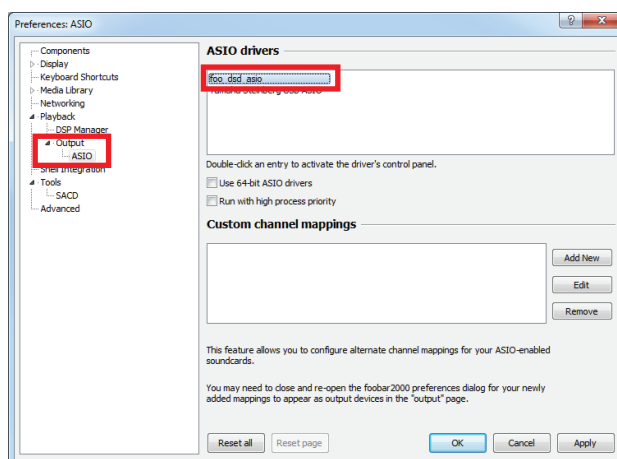 Preferences: ASIO
Components
Display
Keyboard Shortcuts
Media Library
Networking
Playback
DSP Manager
Output
ASIO
Shell Integration
Tools
SACD
Advanced
ASIO drivers
foo_dsd_asio
Yamaha Steinberg USB ASIO
Double-click an entry to activate the driver's control panel.
Use 64-bit ASIO drivers
Run with high process priority
Custom channel mappings
Add New
Edit
Remove
This feature allows you to configure alternate channel mappings for your ASIO-enabled
soundcards.
You may need to close and re-open the foobar2000 preferences dialog for your newly
added mappings to appear as output devices in the "output" page.
Reset all
Reset page
OK
Cancel
Apply